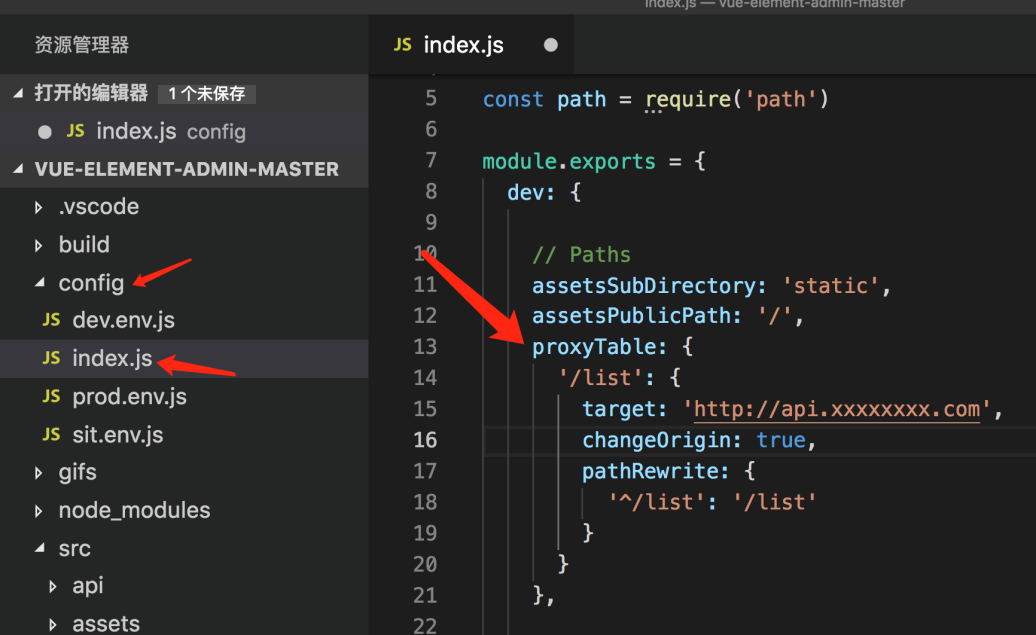 index.js — vue-element-admin-master
资源管理器
JS index.js
打开的编辑器 1 个未保存
JS index.js config
VUE-ELEMENT-ADMIN-MASTER
.vscode
build
config
JS dev.env.js
JS index.js
JS prod.env.js
JS sit.env.js
gifs
node_modules
src
api
assets
5 const path = require('path')
6
7 module.exports = {
8 dev: {
9
10 // Paths
11 assetsSubDirectory: 'static',
12 assetsPublicPath: '/',
13 proxyTable: {
14 '/list': {
15 target: 'http://api.xxxxxxxx.com',
16 changeOrigin: true,
17 pathRewrite: {
18 '^/list': '/list'
19 }
20 }
21 },
22